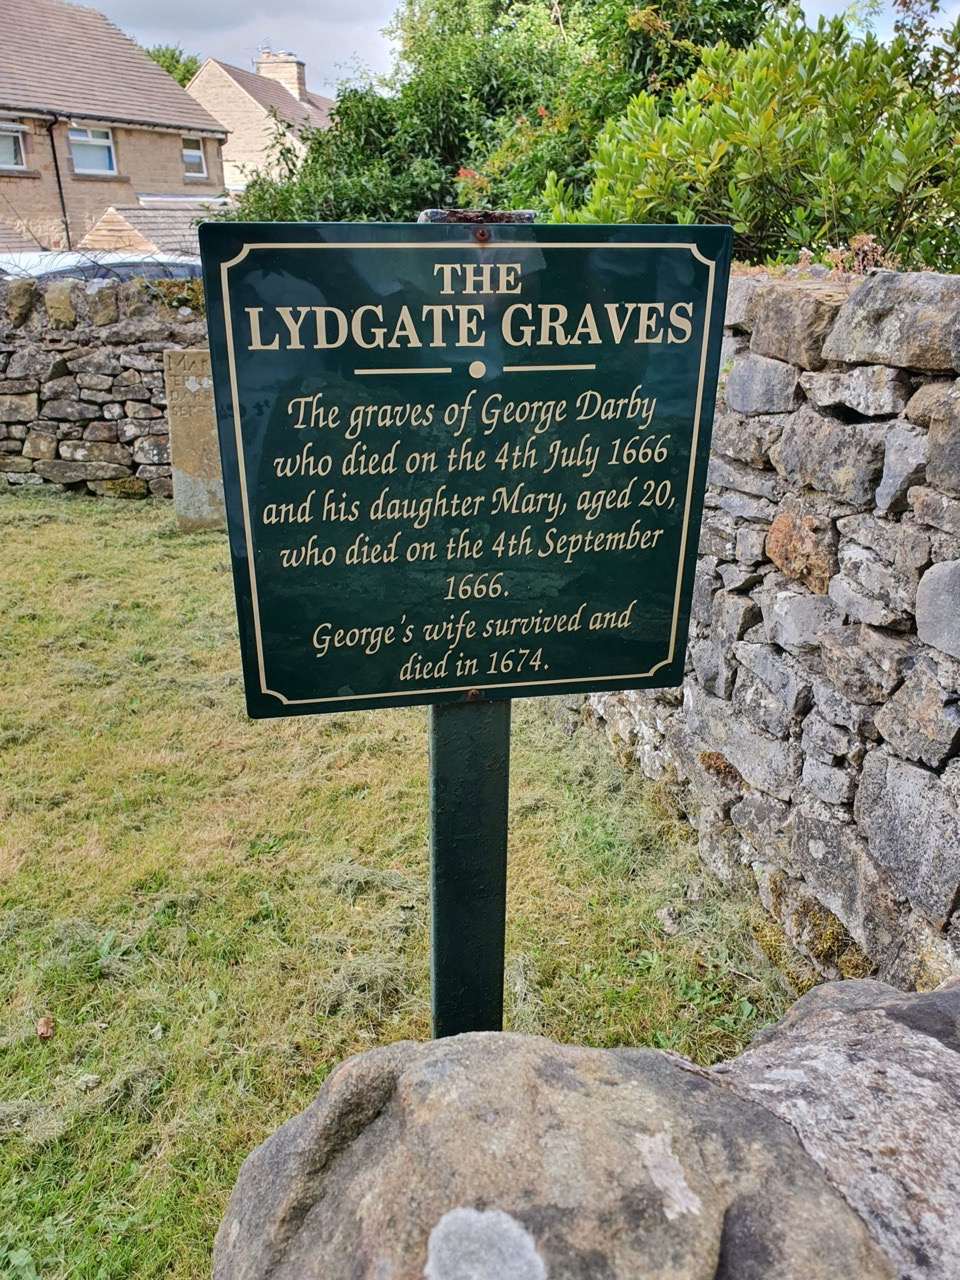 THE
LYDGATE GRAVES
The graves of George Darby
who died on the 4th July 1666
and his daughter Mary, aged 20,
who died on the 4th September
1666.
George's wife survived and
died in 1674.